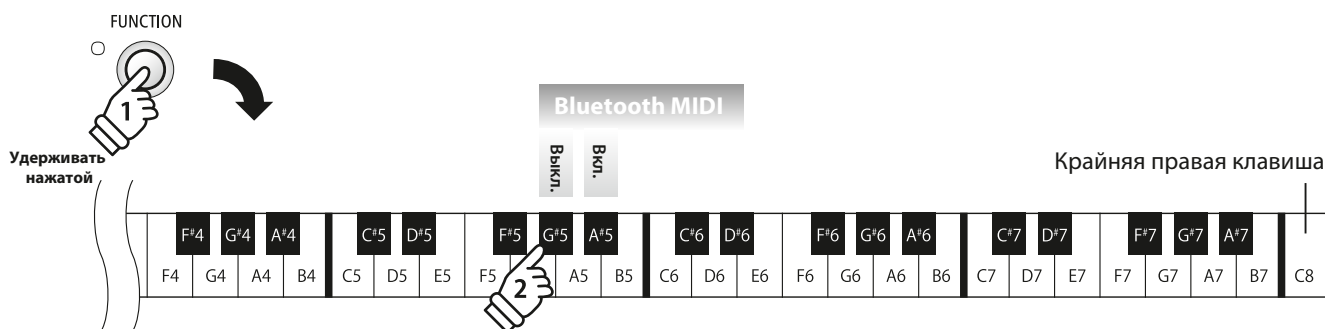 FUNCTION
1
Удерживать
нажатой
Bluetooth MIDI
Выкл.
Вкл.
Крайняя правая клавиша
F#4 G#4 A#4 C#5 D#5 F#5 G#5 A#5 C#6 D#6 F#6 G#6 A#6 C#7 D#7 F#7 G#7 A#7
F4 G4 A4 B4 C5 D5 E5 F5 A5 B5 C6 D6 E6 F6 G6 A6 B6 C7 D7 E7 F7 G7 A7 B7 C8
2